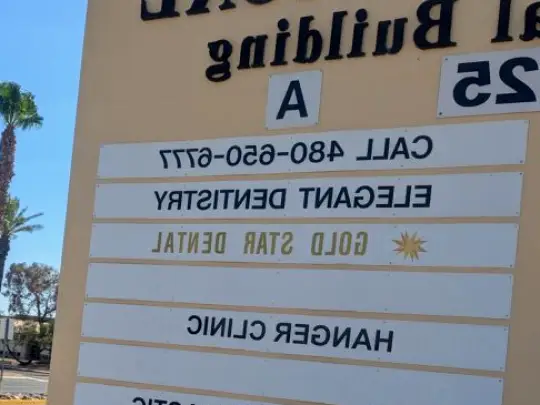 al Building
25
A
CALL 480-650-6777
ELEGANT DENTISTRY
GOLD STAR DENTAL
HANGER CLINIC